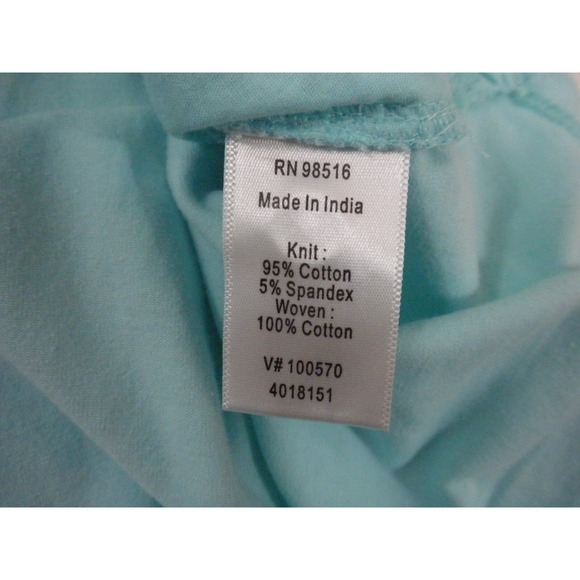 RN 98516
Made In India
Knit :
95% Cotton
5% Spandex
Woven :
100% Cotton
V# 100570
4018151